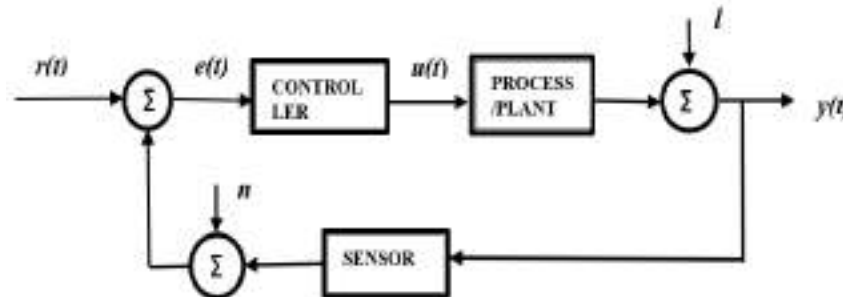 l
r(t)
e(t)
u(t)
Σ
CONTROL
LER
PROCESS
/PLANT
Σ
y(t
n
Σ
SENSOR